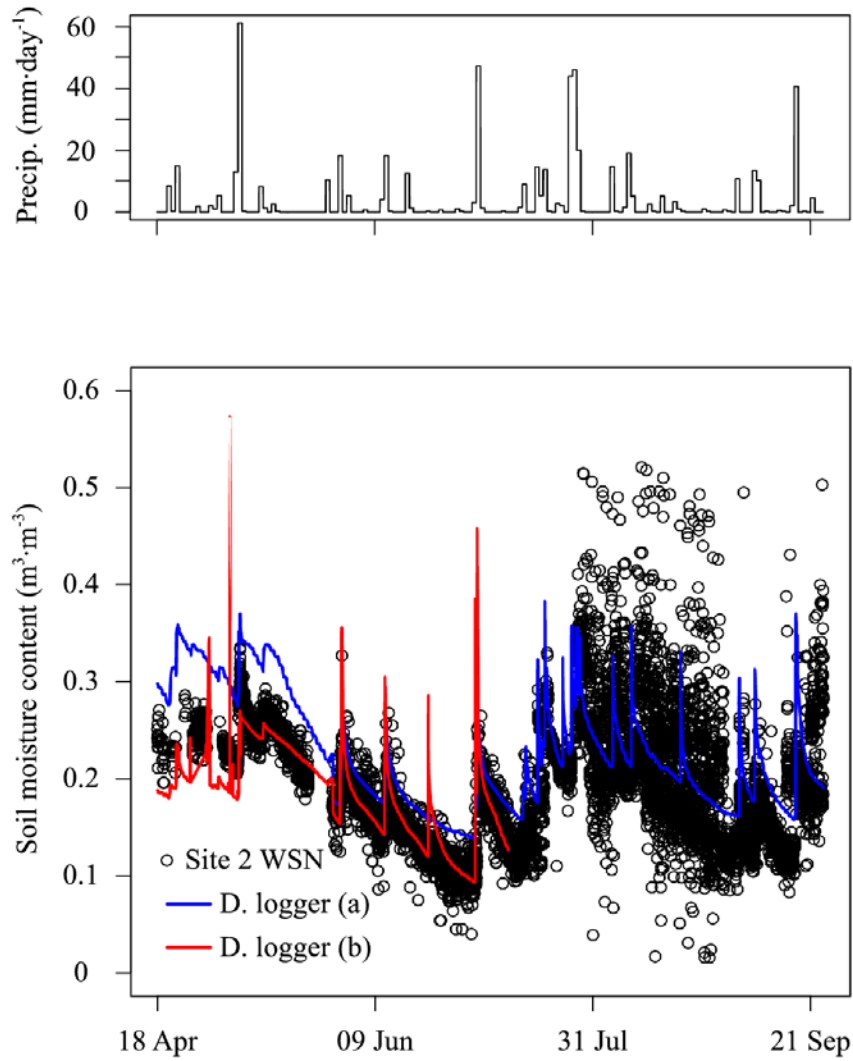 Precip. (mm·day⁻¹)
60
40
20
0
Soil moisture content (m³·m⁻³)
0.6
0.5
0.4
0.3
0.2
0.1
0
Site 2 WSN
D. logger (a)
D. logger (b)
18 Apr 09 Jun 31 Jul 21 Sep